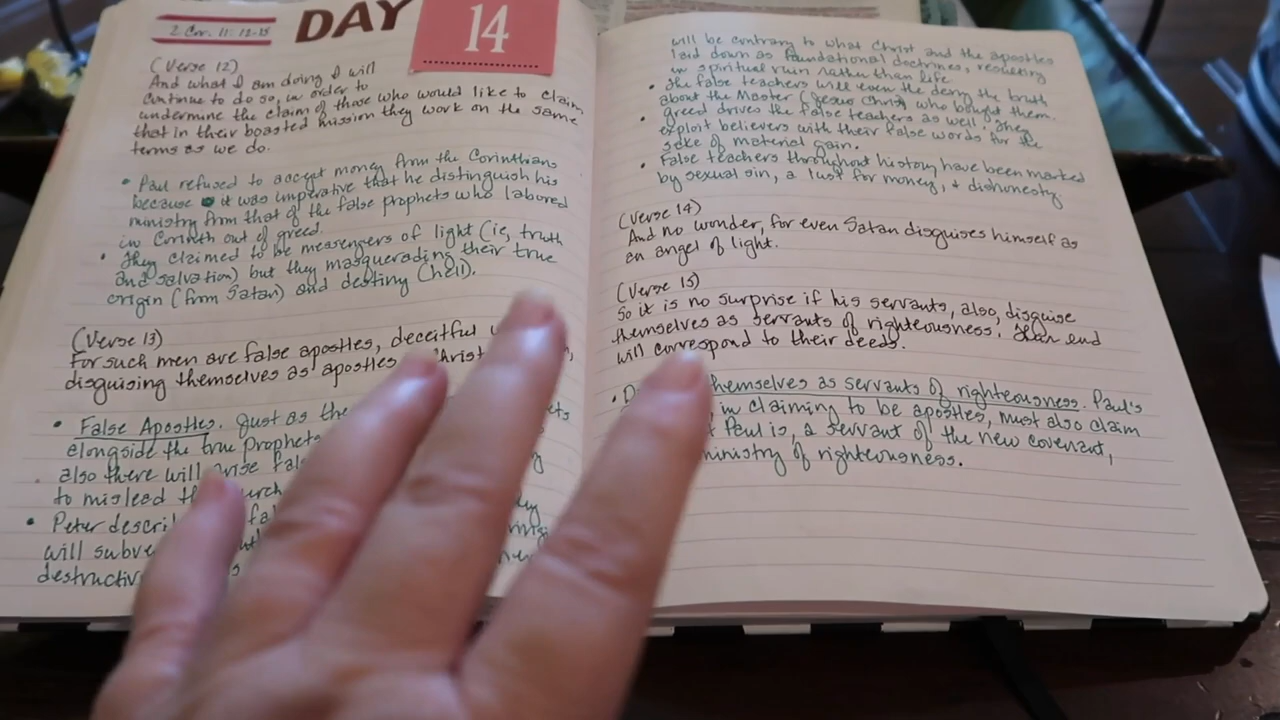 2 Cor. 11:12-15
DAY
14
(Verse 12)
And what I am doing I will
continue to do so, in order to
undermine the claim of those who would like to claim
that in their boasted mission they work on the same
terms as we do.
• Paul refused to accept money from the Corinthians
because it was imperative that he distinguish his
ministry from that of the false prophets who labored
in Corinth out of greed.
• They claimed to be messengers of light (ie, truth
and salvation) but they masquerading their true
origin (from Satan) and destiny (hell).
(Verse 13)
For such men are false apostles, deceitful
disguising themselves as apostles
• False Apostles. Just as the
alongside the true prophets
also there will arise
to mislead
• Peter
will
will be contrary to what Christ and the apostles
laid down as foundational doctrines, resulting
in spiritual ruin rather than life
• The false teachers will even the deny the truth
about the Master (Jesus Christ) who bought them.
• greed drives the false teachers as well. They
exploit believers with their false words for the
sake of material gain.
• False teachers throughout history have been marked
by sexual sin, a lust for money, + dishonesty
(Verse 14)
And no wonder, for even Satan disguises himself as
an angel of light.
(Verse 15)
So it is no surprise if his servants, also, disguise
themselves as servants of righteousness. Their end
will correspond to their deeds.
• themselves as servants of righteousness. Paul's
in claiming to be apostles, must also claim
Paul is, a servant of the new covenant,
ministry of righteousness.